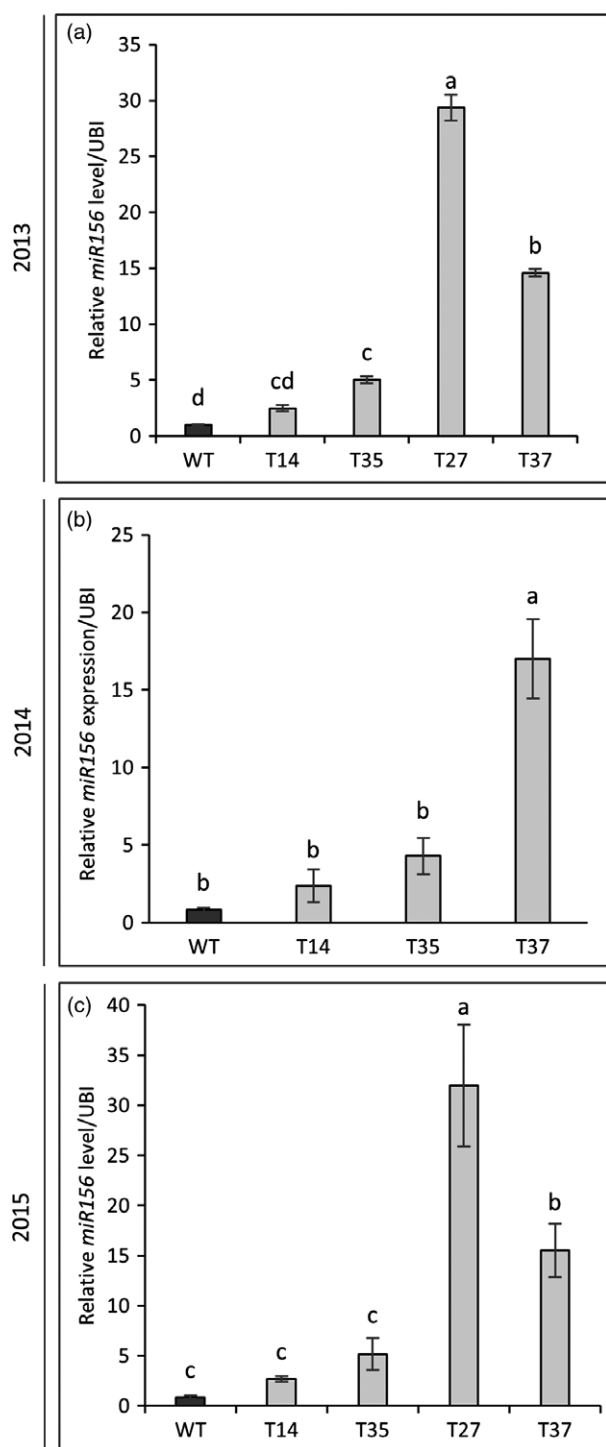 2013
(a)
Relative miR156 level/UBI
35
30
25
20
15
10
5
0
a
b
c
cd
d
WT T14 T35 T27 T37
2014
(b)
Relative miR156 expression/UBI
25
20
15
10
5
0
a
b
b
b
WT T14 T35 T37
2015
(c)
Relative miR156 level/UBI
40
35
30
25
20
15
10
5
0
a
b
c
c
c
WT T14 T35 T27 T37